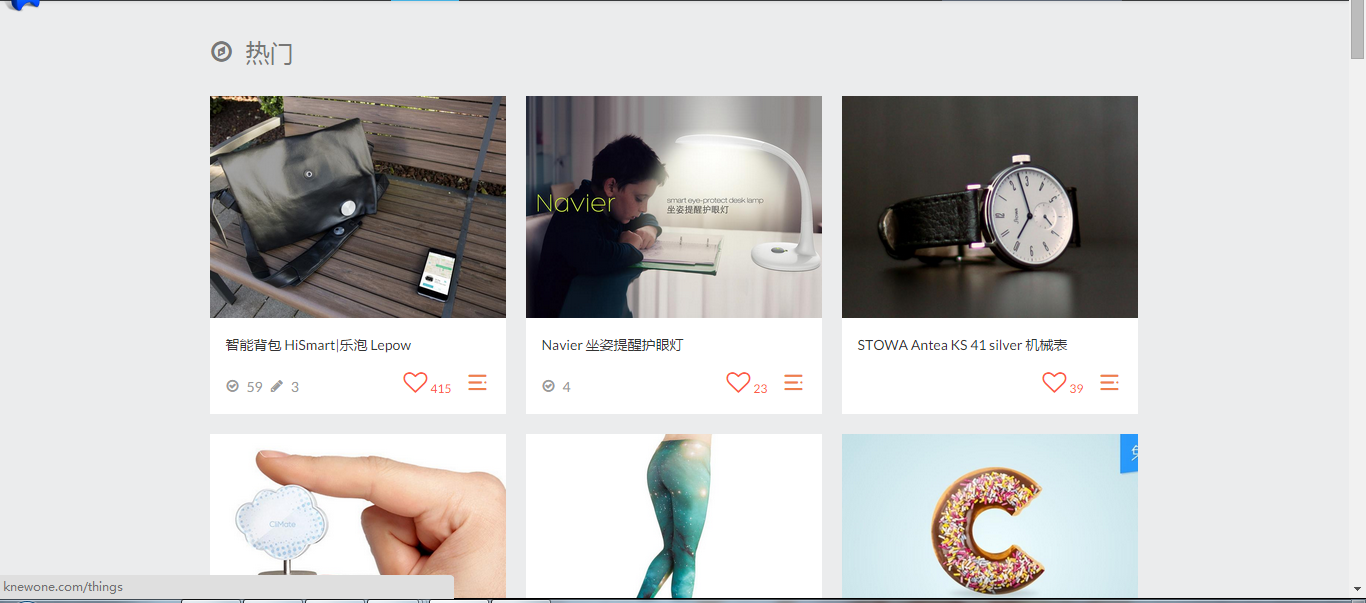 热门
Navier
smart eye-protect desk lamp
坐姿提醒护眼灯
智能背包 HiSmart|乐泡 Lepow
59 3 415
Navier 坐姿提醒护眼灯
4 23
STOWA Antea KS 41 silver 机械表
39
CliMate
knewone.com/things